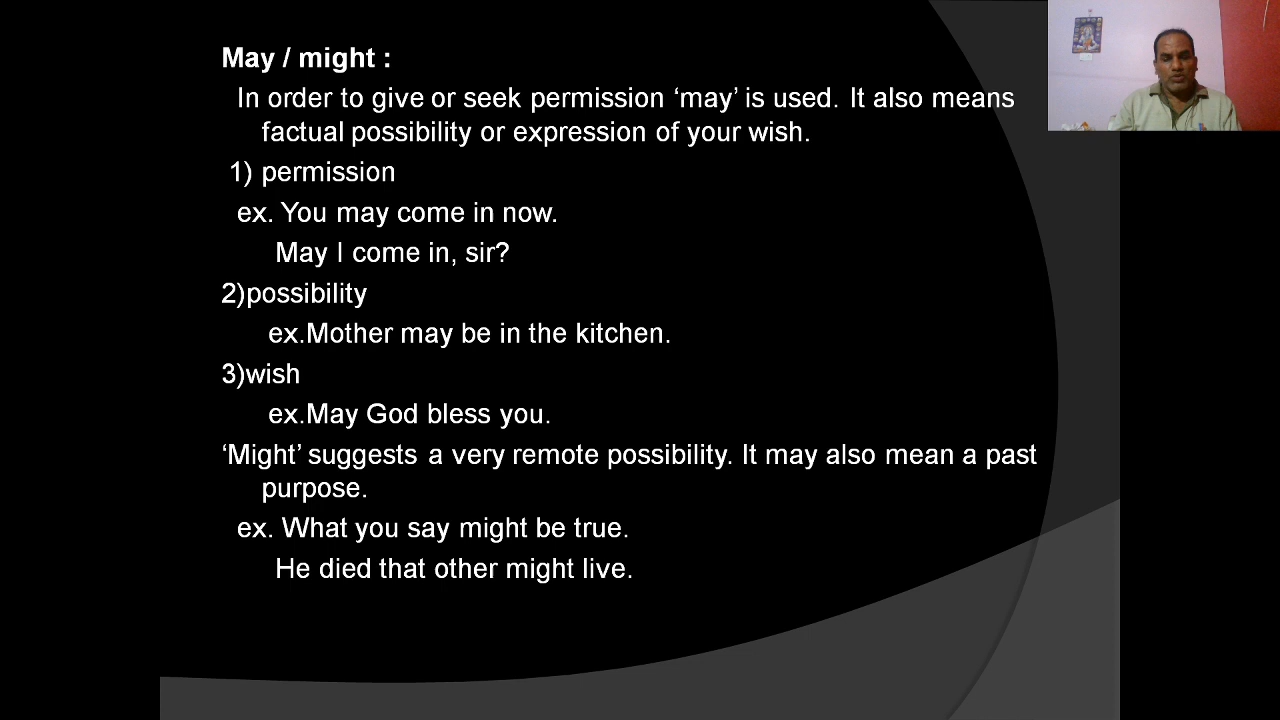 May / might :
In order to give or seek permission ‘may’ is used. It also means
factual possibility or expression of your wish.
1) permission
ex. You may come in now.
May I come in, sir?
2)possibility
ex.Mother may be in the kitchen.
3)wish
ex.May God bless you.
‘Might’ suggests a very remote possibility. It may also mean a past
purpose.
ex. What you say might be true.
He died that other might live.